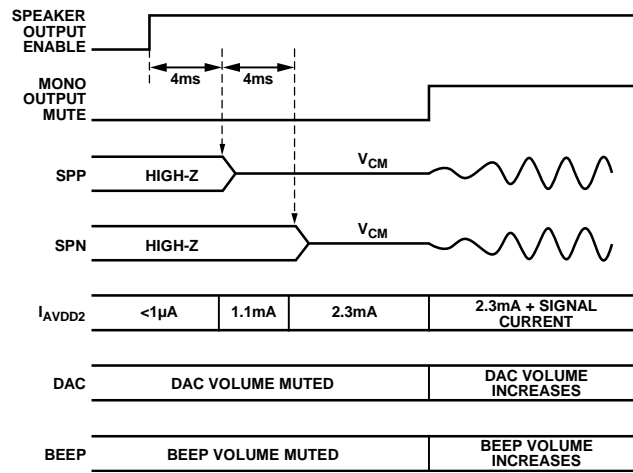 SPEAKER
OUTPUT
ENABLE
4ms 4ms
MONO
OUTPUT
MUTE
SPP HIGH-Z VCM
SPN HIGH-Z VCM
IAVDD2 <1µA 1.1mA 2.3mA 2.3mA + SIGNAL
CURRENT
DAC DAC VOLUME MUTED DAC VOLUME
INCREASES
BEEP BEEP VOLUME MUTED BEEP VOLUME
INCREASES